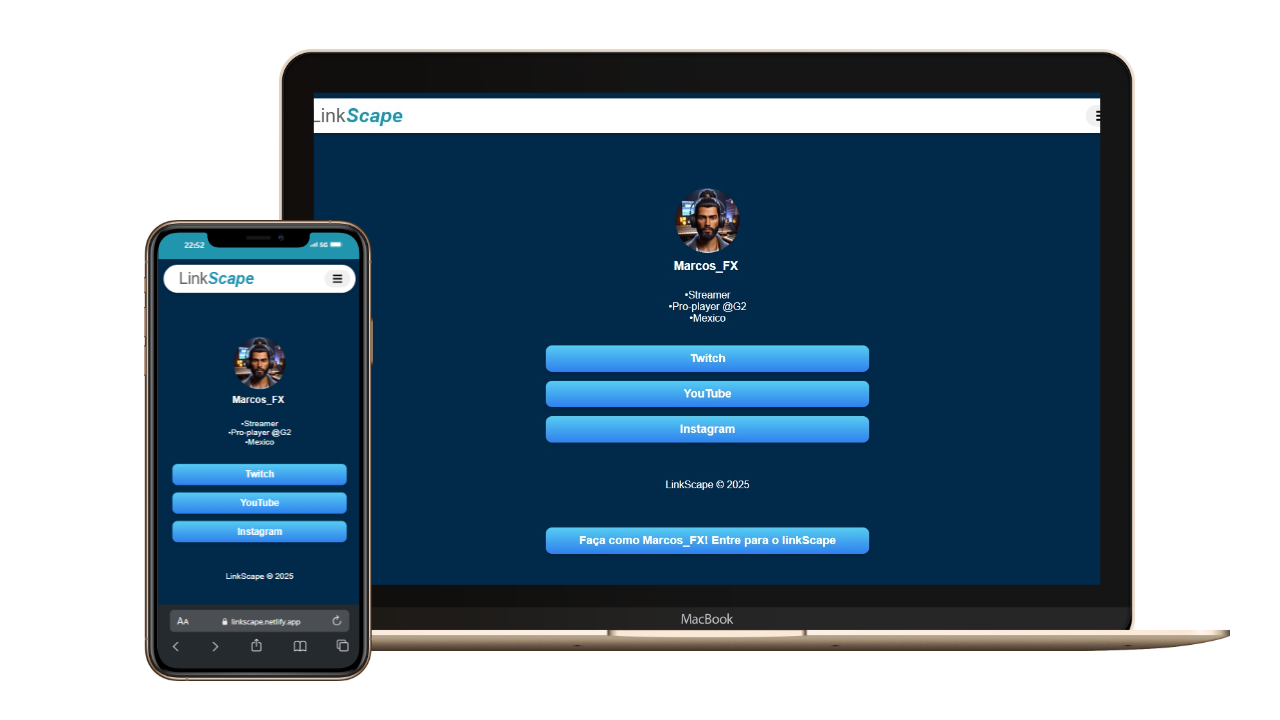 LinkScape
Marcos_FX
•Streamer
•Pro-player @G2
•Mexico
Twitch
YouTube
Instagram
LinkScape © 2025
Faça como Marcos_FX! Entre para o linkScape
MacBook
22:52
5G
LinkScape
Marcos_FX
•Streamer
•Pro-player @G2
•Mexico
Twitch
YouTube
Instagram
LinkScape © 2025
AA linkscape.netlify.app